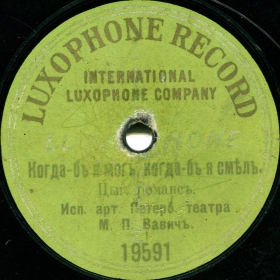 LUXOPHONE RECORD
INTERNATIONAL
LUXOPHONE COMPANY
Когда-бъ я могъ, когда-бъ я смѣлъ.
Цыг. романсъ.
Исп. арт. Петерб. театра
М. П. Вавичъ.
19591